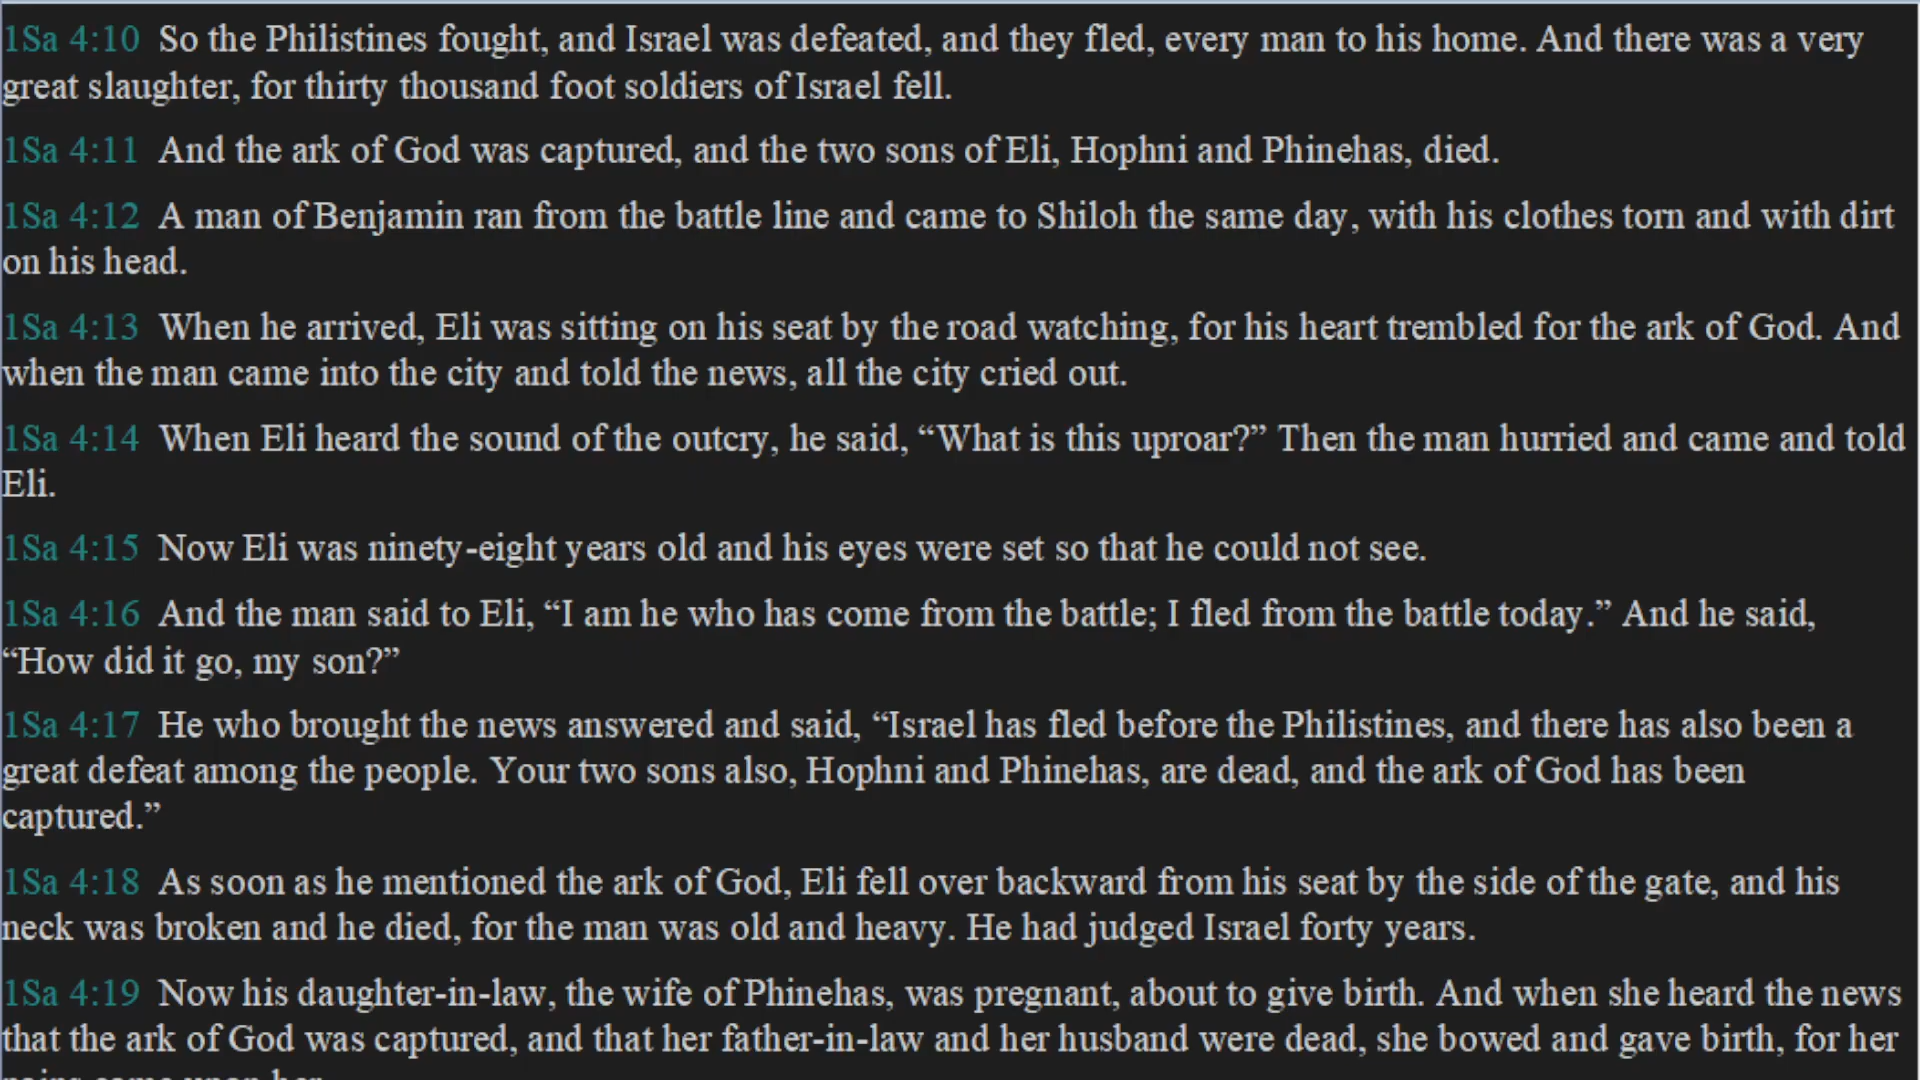 1Sa 4:10 So the Philistines fought, and Israel was defeated, and they fled, every man to his home. And there was a very
great slaughter, for thirty thousand foot soldiers of Israel fell.
1Sa 4:11 And the ark of God was captured, and the two sons of Eli, Hophni and Phinehas, died.
1Sa 4:12 A man of Benjamin ran from the battle line and came to Shiloh the same day, with his clothes torn and with dirt
on his head.
1Sa 4:13 When he arrived, Eli was sitting on his seat by the road watching, for his heart trembled for the ark of God. And
when the man came into the city and told the news, all the city cried out.
1Sa 4:14 When Eli heard the sound of the outcry, he said, “What is this uproar?” Then the man hurried and came and told
Eli.
1Sa 4:15 Now Eli was ninety-eight years old and his eyes were set so that he could not see.
1Sa 4:16 And the man said to Eli, “I am he who has come from the battle; I fled from the battle today.” And he said,
“How did it go, my son?”
1Sa 4:17 He who brought the news answered and said, “Israel has fled before the Philistines, and there has also been a
great defeat among the people. Your two sons also, Hophni and Phinehas, are dead, and the ark of God has been
captured.”
1Sa 4:18 As soon as he mentioned the ark of God, Eli fell over backward from his seat by the side of the gate, and his
neck was broken and he died, for the man was old and heavy. He had judged Israel forty years.
1Sa 4:19 Now his daughter-in-law, the wife of Phinehas, was pregnant, about to give birth. And when she heard the news
that the ark of God was captured, and that her father-in-law and her husband were dead, she bowed and gave birth, for her